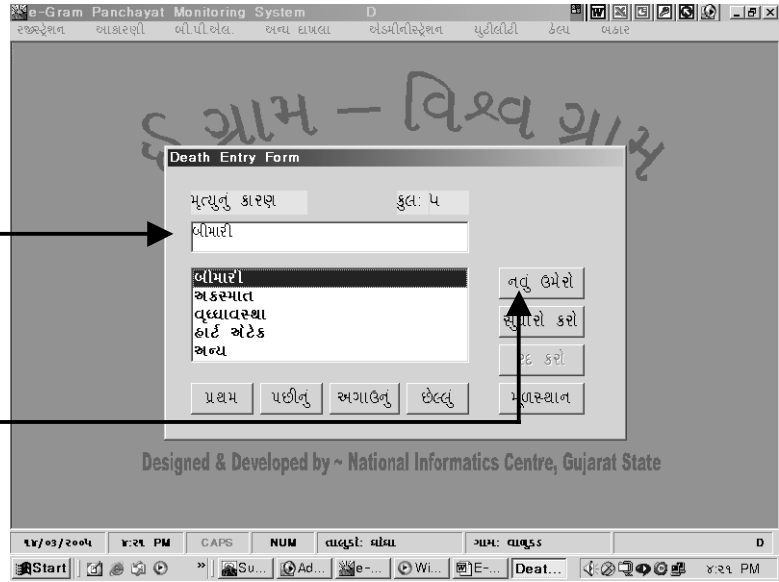 e-Gram Panchayat Monitoring System D
રજીસ્ટ્રેશન આકારણી બી.પી.એલ. અન્ય દાખલા એડમીનીસ્ટ્રેશન યુટીલીટી હેલ્પ બહાર
ઇ ગ્રામ – વિશ્વ ગ્રામ
Death Entry Form
મૃત્યુનું કારણ કુલ: ૫
બીમારી
બીમારી
અકસ્માત
વૃધ્ધાવસ્થા
હાર્ટ એટેક
અન્ય
નવું ઉમેરો
સુધારો કરો
રદ કરો
મૂળસ્થાન
પ્રથમ પછીનું અગાઉનું છેલ્લું
Designed & Developed by ~ National Informatics Centre, Gujarat State
૧૪/૦૩/૨૦૦૫ ૪:૨૧ PM CAPS NUM તાલુકો: ગામ: D
Start » Su... Ad... e-... Wi... E-... Deat... ૪:૨૧ PM